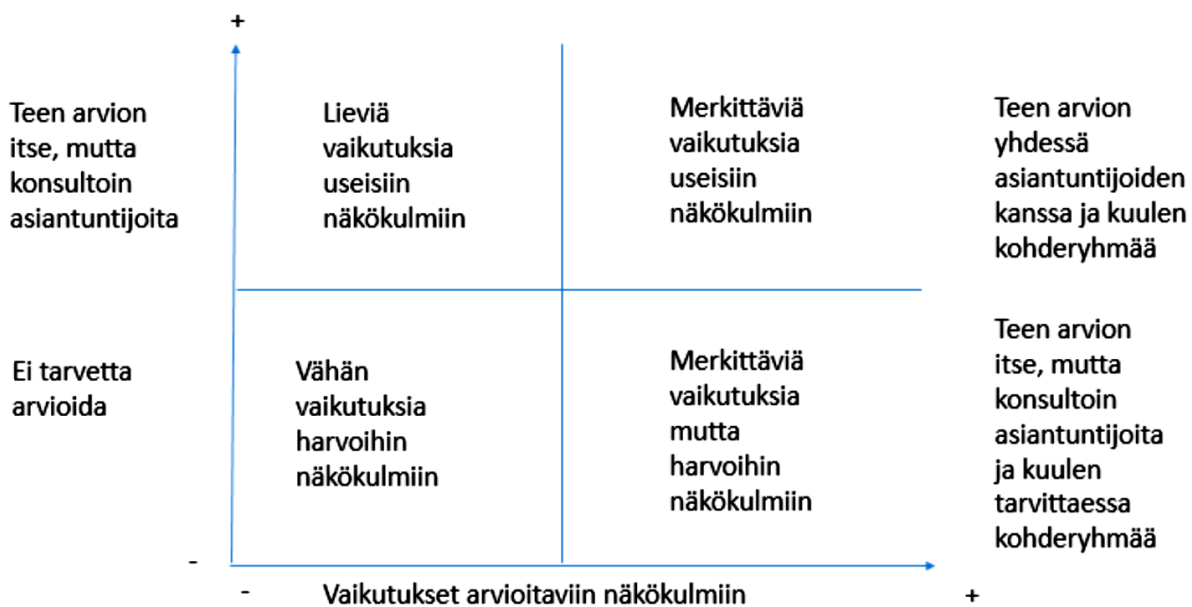 +
Teen arvion
itse, mutta
konsultoin
asiantuntijoita
Lieviä
vaikutuksia
useisiin
näkökulmiin
Merkittäviä
vaikutuksia
useisiin
näkökulmiin
Teen arvion
yhdessä
asiantuntijoiden
kanssa ja kuulen
kohderyhmää
Ei tarvetta
arvioida
Vähän
vaikutuksia
harvoihin
näkökulmiin
Merkittäviä
vaikutuksia
mutta
harvoihin
näkökulmiin
Teen arvion
itse, mutta
konsultoin
asiantuntijoita
ja kuulen
tarvittaessa
kohderyhmää
-
- Vaikutukset arvioitaviin näkökulmiin +